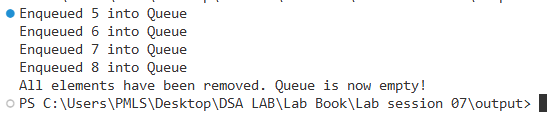 Enqueued 5 into Queue
Enqueued 6 into Queue
Enqueued 7 into Queue
Enqueued 8 into Queue
All elements have been removed. Queue is now empty!
PS C:\Users\PMLS\Desktop\DSA LAB\Lab Book\Lab session 07\output>